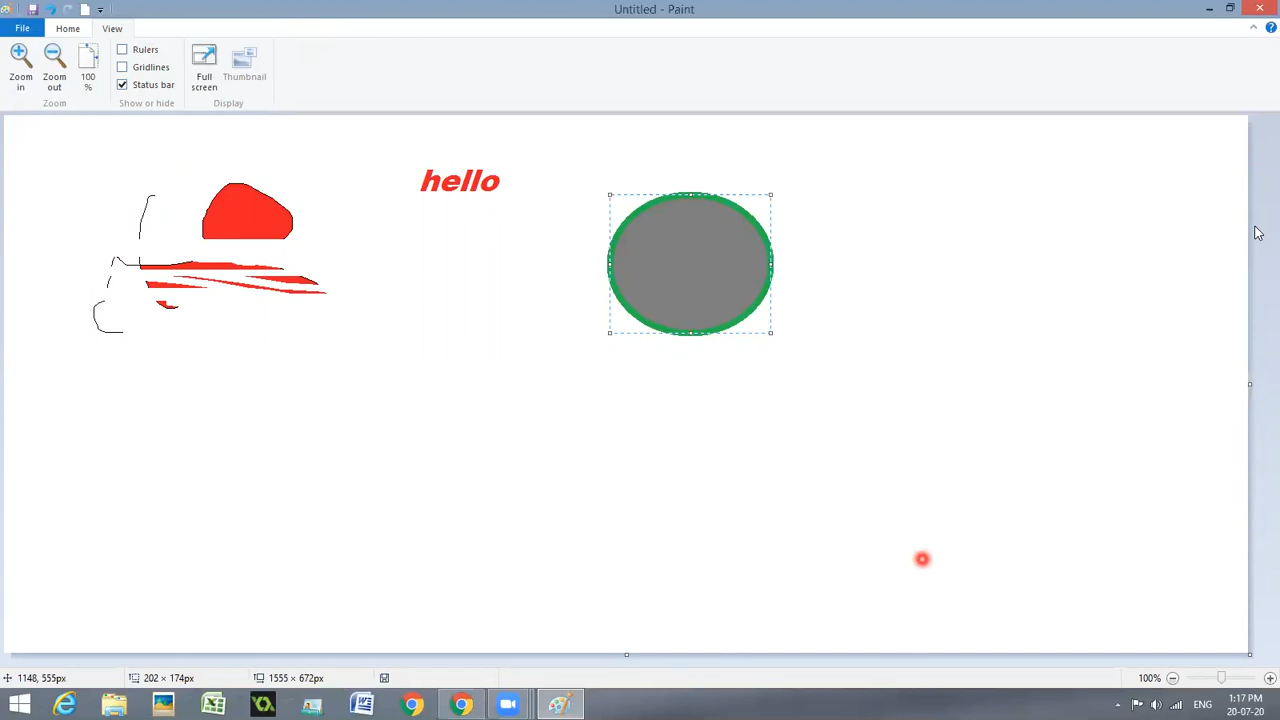 Untitled - Paint
File Home View
Zoom in
Zoom out
100 %
Zoom
Rulers
Gridlines
Status bar
Show or hide
Full screen
Thumbnail
Display
hello
1148, 555px
202 × 174px
1555 × 672px
100%
ENG
1:17 PM
20-07-20